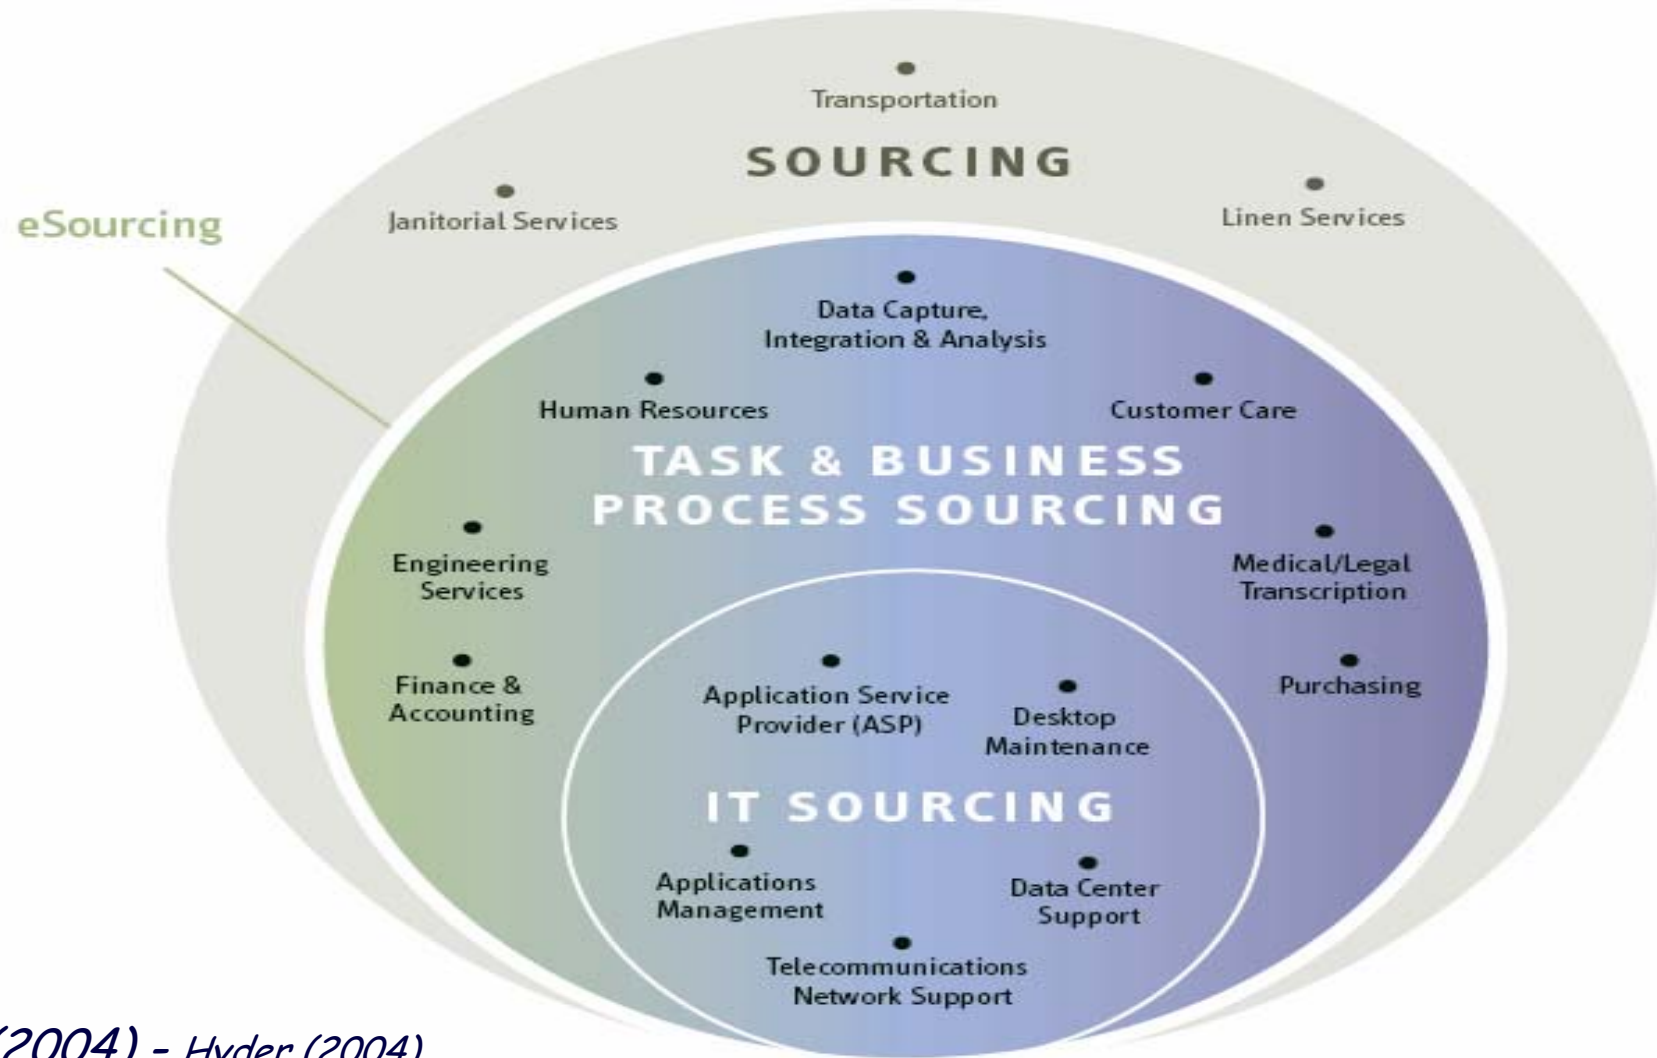 Transportation
SOURCING
Janitorial Services
Linen Services
eSourcing
Data Capture,
Integration & Analysis
Human Resources
Customer Care
TASK & BUSINESS
PROCESS SOURCING
Engineering
Services
Medical/Legal
Transcription
Finance &
Accounting
Purchasing
Application Service
Provider (ASP)
Desktop
Maintenance
IT SOURCING
Applications
Management
Data Center
Support
Telecommunications
Network Support
(2004) - Hyder (2004)